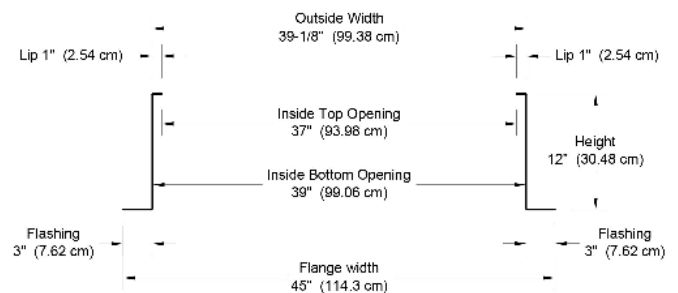 Outside Width
39-1/8" (99.38 cm)
Lip 1" (2.54 cm)
Lip 1" (2.54 cm)
Inside Top Opening
37" (93.98 cm)
Height
12" (30.48 cm)
Inside Bottom Opening
39" (99.06 cm)
Flashing
3" (7.62 cm)
Flashing
3" (7.62 cm)
Flange width
45" (114.3 cm)